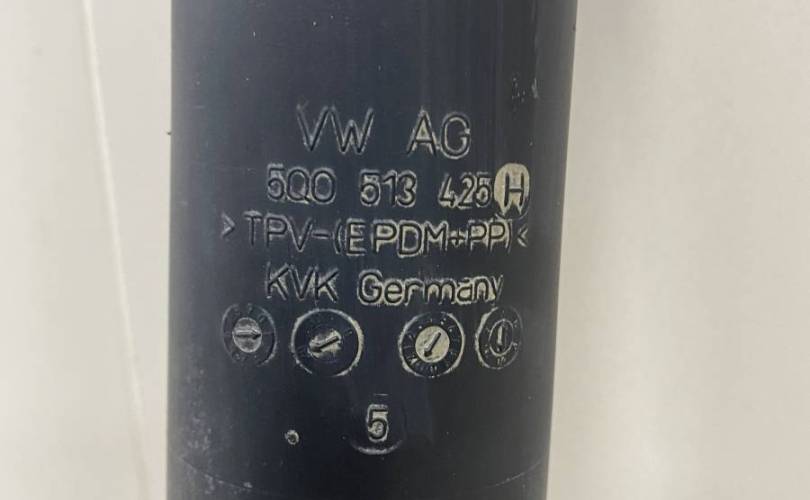 VW AG
5Q0 513 425 H
>TPV-(EPDM+PP)<
KVK Germany
5